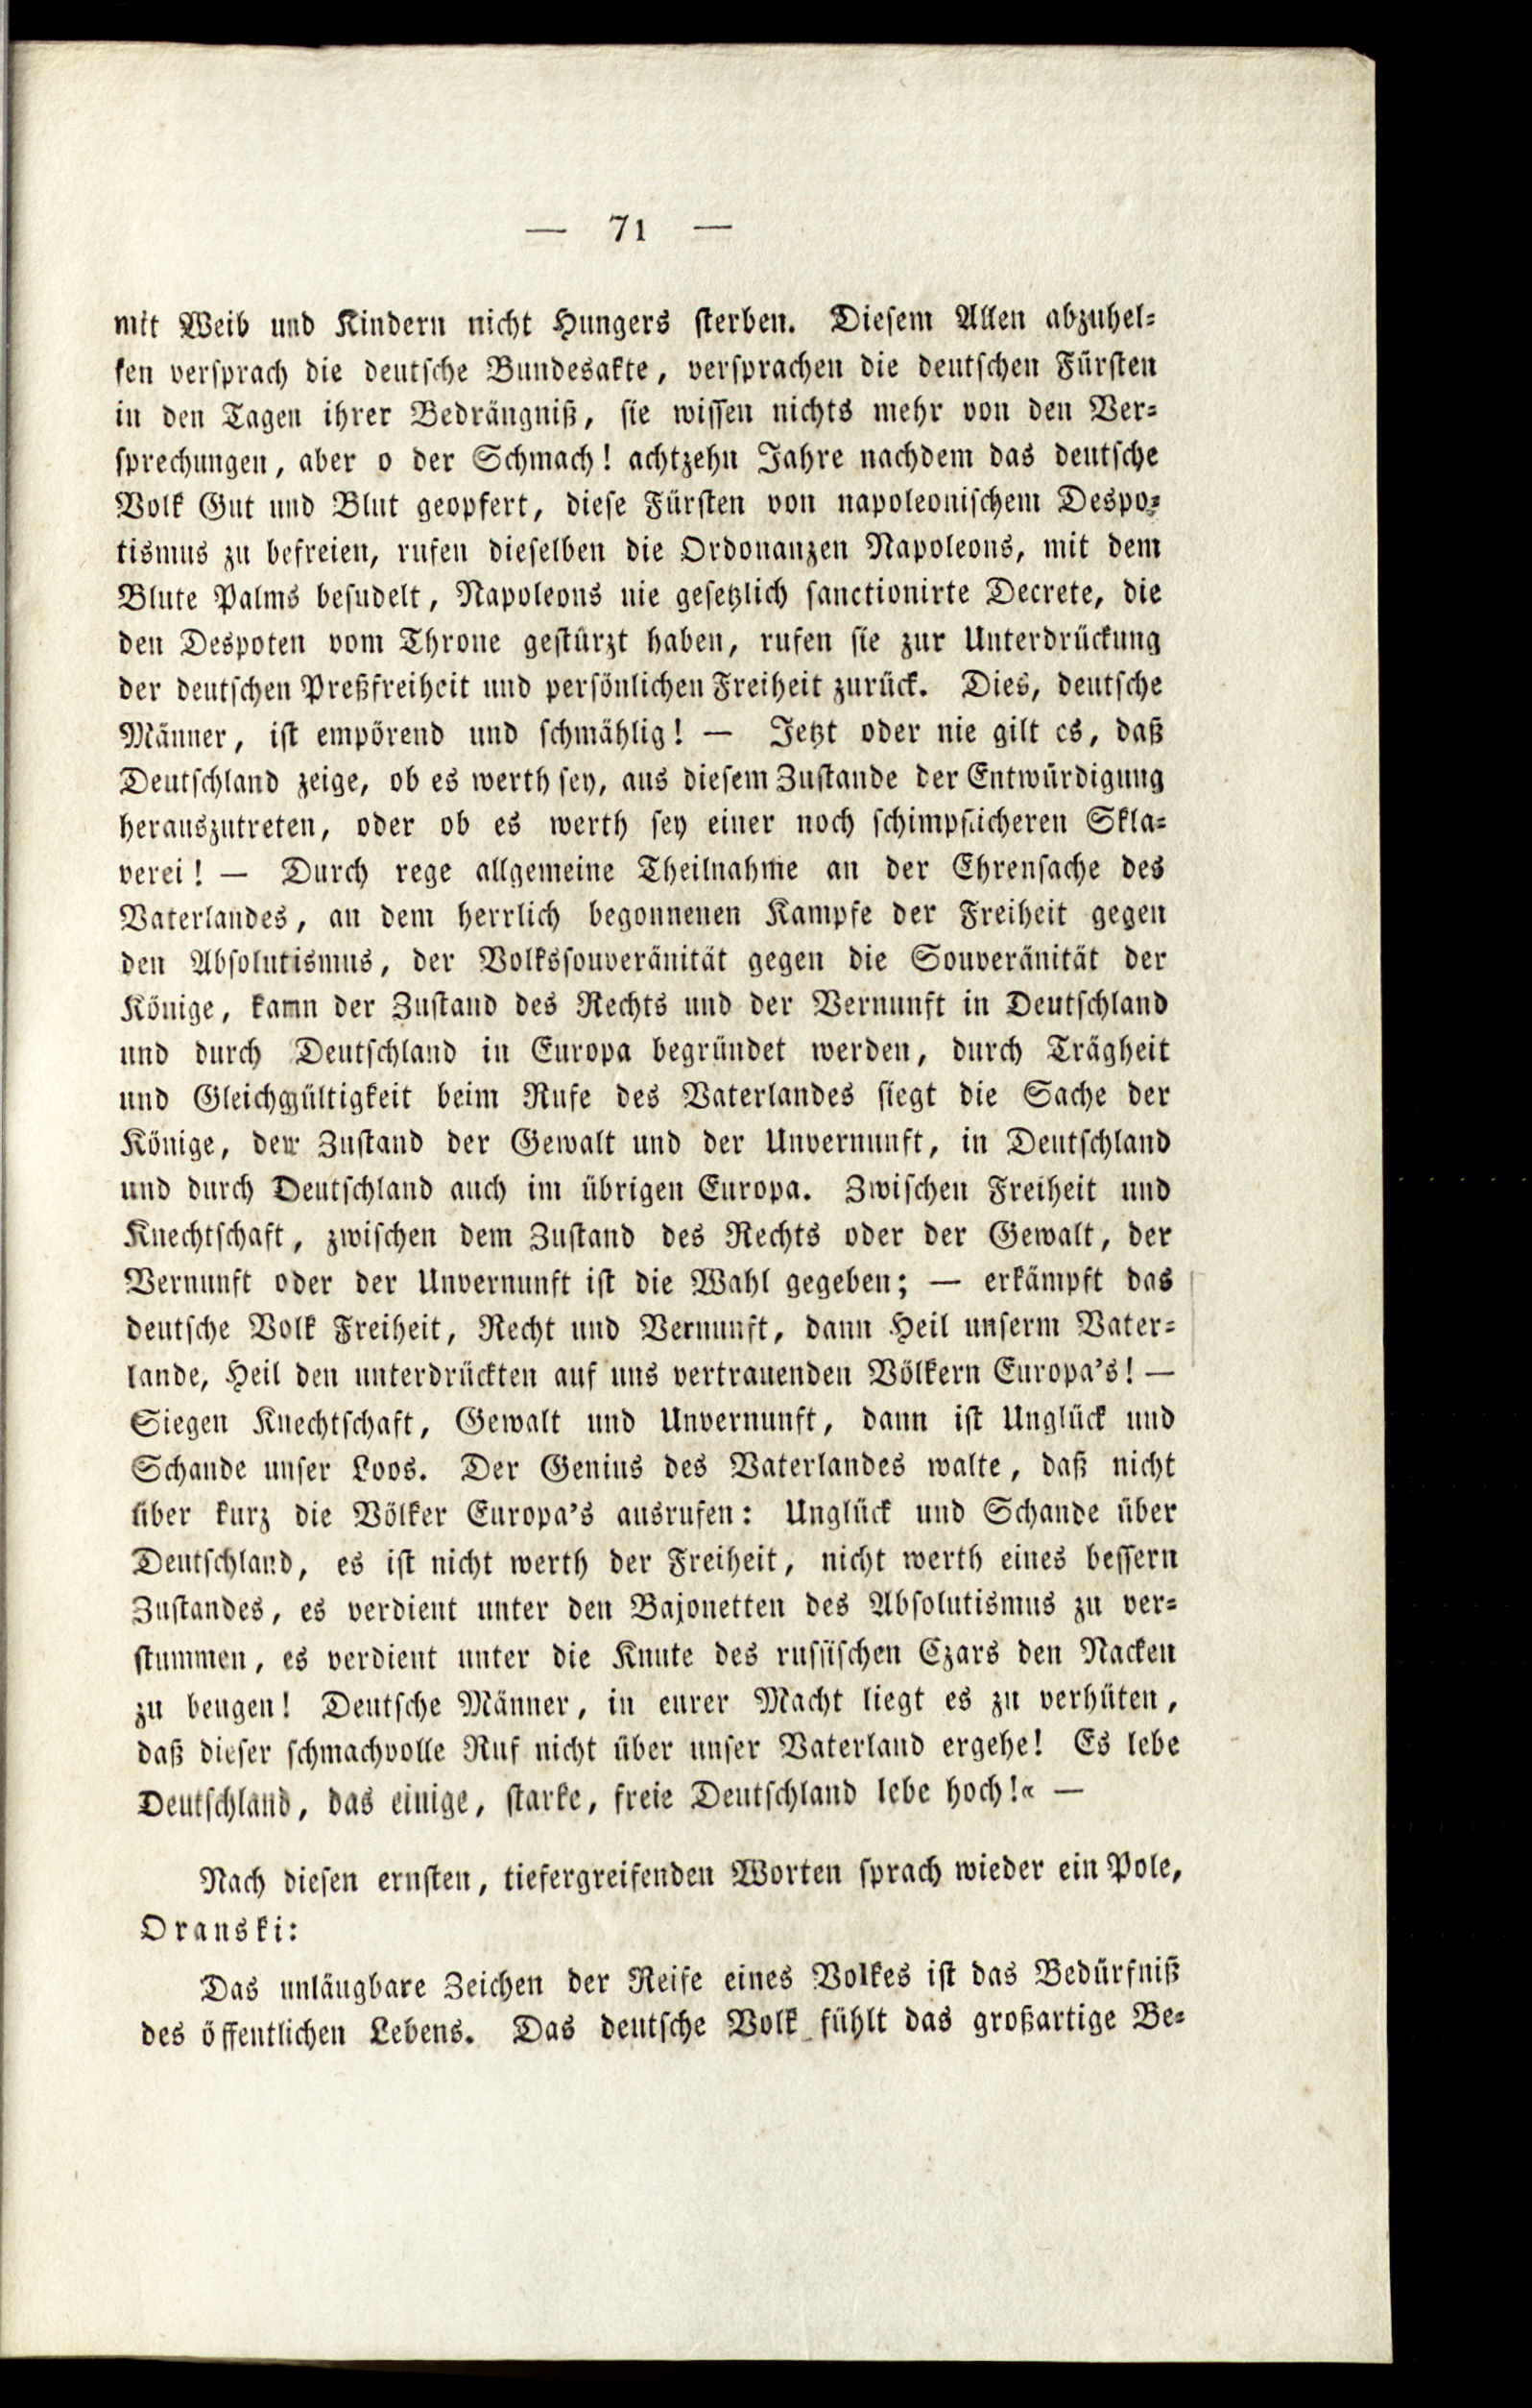 — 71 —
mit Weib und Kindern nicht Hungers sterben. Diesem Allen abzuhel-
fen versprach die deutsche Bundesakte, versprachen die deutschen Fürsten
in den Tagen ihrer Bedrängniß, sie wissen nichts mehr von den Ver-
sprechungen, aber o der Schmach! achtzehn Jahre nachdem das deutsche
Volk Gut und Blut geopfert, diese Fürsten von napoleonischem Despo-
tismus zu befreien, rufen dieselben die Ordonanzen Napoleons, mit dem
Blute Palms besudelt, Napoleons nie gesetzlich sanctionirte Decrete, die
den Despoten vom Throne gestürzt haben, rufen sie zur Unterdrückung
der deutschen Preßfreiheit und persönlichen Freiheit zurück. Dies, deutsche
Männer, ist empörend und schmählig! — Jetzt oder nie gilt es, daß
Deutschland zeige, ob es werth sey, aus diesem Zustande der Entwürdigung
herauszutreten, oder ob es werth sey einer noch schimpflicheren Skla-
verei! — Durch rege allgemeine Theilnahme an der Ehrensache des
Vaterlandes, an dem herrlich begonnenen Kampfe der Freiheit gegen
den Absolutismus, der Volkssouveränität gegen die Souveränität der
Könige, kann der Zustand des Rechts und der Vernunft in Deutschland
und durch Deutschland in Europa begründet werden, durch Trägheit
und Gleichgültigkeit beim Rufe des Vaterlandes siegt die Sache der
Könige, der Zustand der Gewalt und der Unvernunft, in Deutschland
und durch Deutschland auch im übrigen Europa. Zwischen Freiheit und
Knechtschaft, zwischen dem Zustand des Rechts oder der Gewalt, der
Vernunft oder der Unvernunft ist die Wahl gegeben; — erkämpft das
deutsche Volk Freiheit, Recht und Vernunft, dann Heil unserm Vater-
lande, Heil den unterdrückten auf uns vertrauenden Völkern Europa's! —
Siegen Knechtschaft, Gewalt und Unvernunft, dann ist Unglück und
Schande unser Loos. Der Genius des Vaterlandes walte, daß nicht
über kurz die Völker Europa's ausrufen: Unglück und Schande über
Deutschland, es ist nicht werth der Freiheit, nicht werth eines bessern
Zustandes, es verdient unter den Bajonetten des Absolutismus zu ver-
stummen, es verdient unter die Knute des russischen Czars den Nacken
zu beugen! Deutsche Männer, in eurer Macht liegt es zu verhüten,
daß dieser schmachvolle Ruf nicht über unser Vaterland ergehe! Es lebe
Deutschland, das einige, starke, freie Deutschland lebe hoch!« —
Nach diesen ernsten, tiefergreifenden Worten sprach wieder ein Pole,
Oranski:
Das unläugbare Zeichen der Reife eines Volkes ist das Bedürfniß
des öffentlichen Lebens. Das deutsche Volk fühlt das großartige Be-